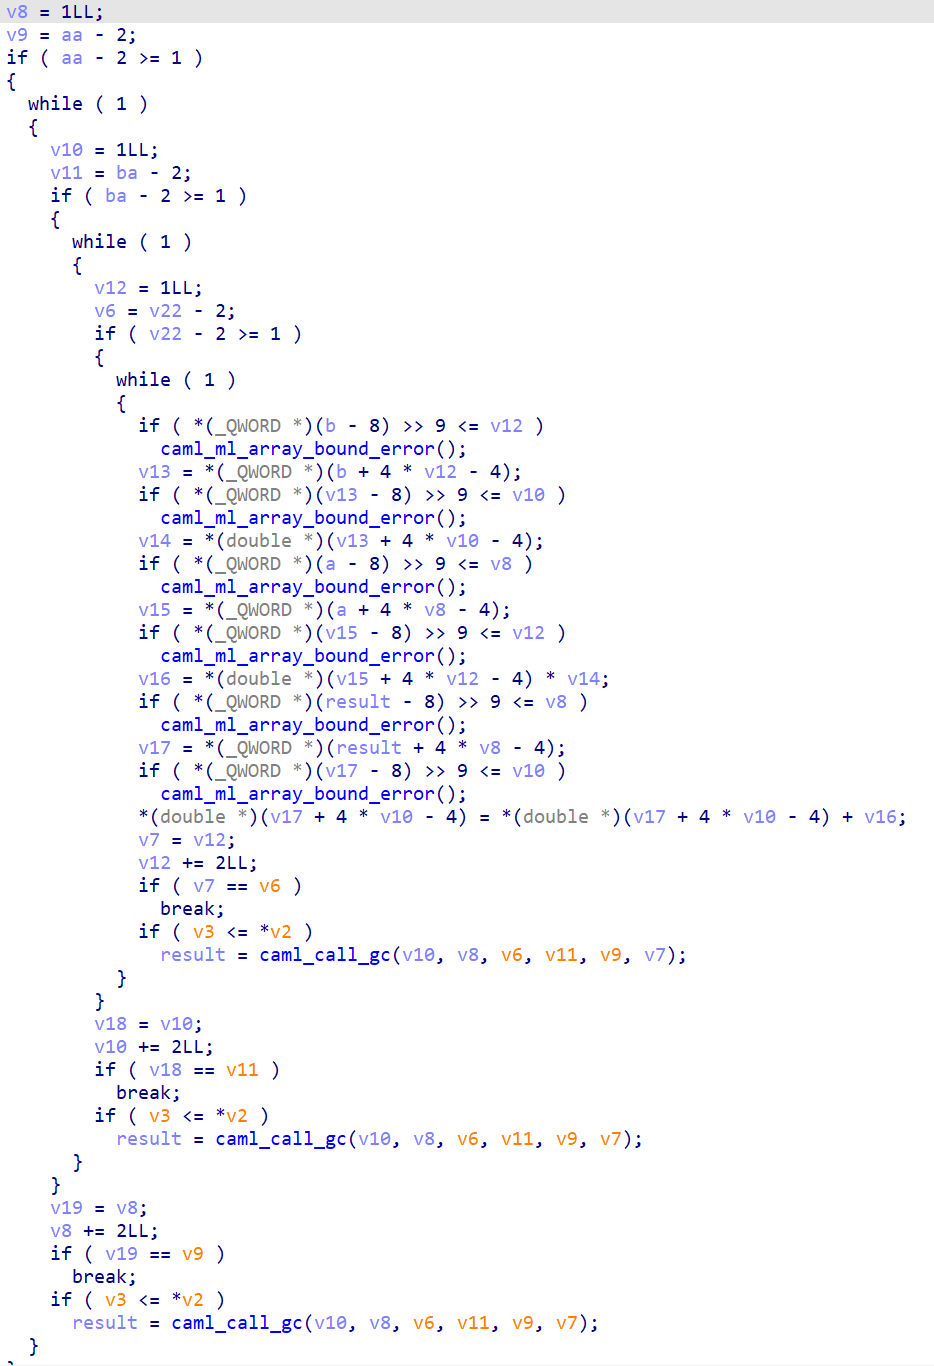 v8 = 1LL;
v9 = aa - 2;
if ( aa - 2 >= 1 )
{
  while ( 1 )
  {
    v10 = 1LL;
    v11 = ba - 2;
    if ( ba - 2 >= 1 )
    {
      while ( 1 )
      {
        v12 = 1LL;
        v6 = v22 - 2;
        if ( v22 - 2 >= 1 )
        {
          while ( 1 )
          {
            if ( *(_QWORD *)(b - 8) >> 9 <= v12 )
              caml_ml_array_bound_error();
            v13 = *(_QWORD *)(b + 4 * v12 - 4);
            if ( *(_QWORD *)(v13 - 8) >> 9 <= v10 )
              caml_ml_array_bound_error();
            v14 = *(double *)(v13 + 4 * v10 - 4);
            if ( *(_QWORD *)(a - 8) >> 9 <= v8 )
              caml_ml_array_bound_error();
            v15 = *(_QWORD *)(a + 4 * v8 - 4);
            if ( *(_QWORD *)(v15 - 8) >> 9 <= v12 )
              caml_ml_array_bound_error();
            v16 = *(double *)(v15 + 4 * v12 - 4) * v14;
            if ( *(_QWORD *)(result - 8) >> 9 <= v8 )
              caml_ml_array_bound_error();
            v17 = *(_QWORD *)(result + 4 * v8 - 4);
            if ( *(_QWORD *)(v17 - 8) >> 9 <= v10 )
              caml_ml_array_bound_error();
            *(double *)(v17 + 4 * v10 - 4) = *(double *)(v17 + 4 * v10 - 4) + v16;
            v7 = v12;
            v12 += 2LL;
            if ( v7 == v6 )
              break;
            if ( v3 <= *v2 )
              result = caml_call_gc(v10, v8, v6, v11, v9, v7);
          }
        }
        v18 = v10;
        v10 += 2LL;
        if ( v18 == v11 )
          break;
        if ( v3 <= *v2 )
          result = caml_call_gc(v10, v8, v6, v11, v9, v7);
      }
    }
    v19 = v8;
    v8 += 2LL;
    if ( v19 == v9 )
      break;
    if ( v3 <= *v2 )
      result = caml_call_gc(v10, v8, v6, v11, v9, v7);
  }